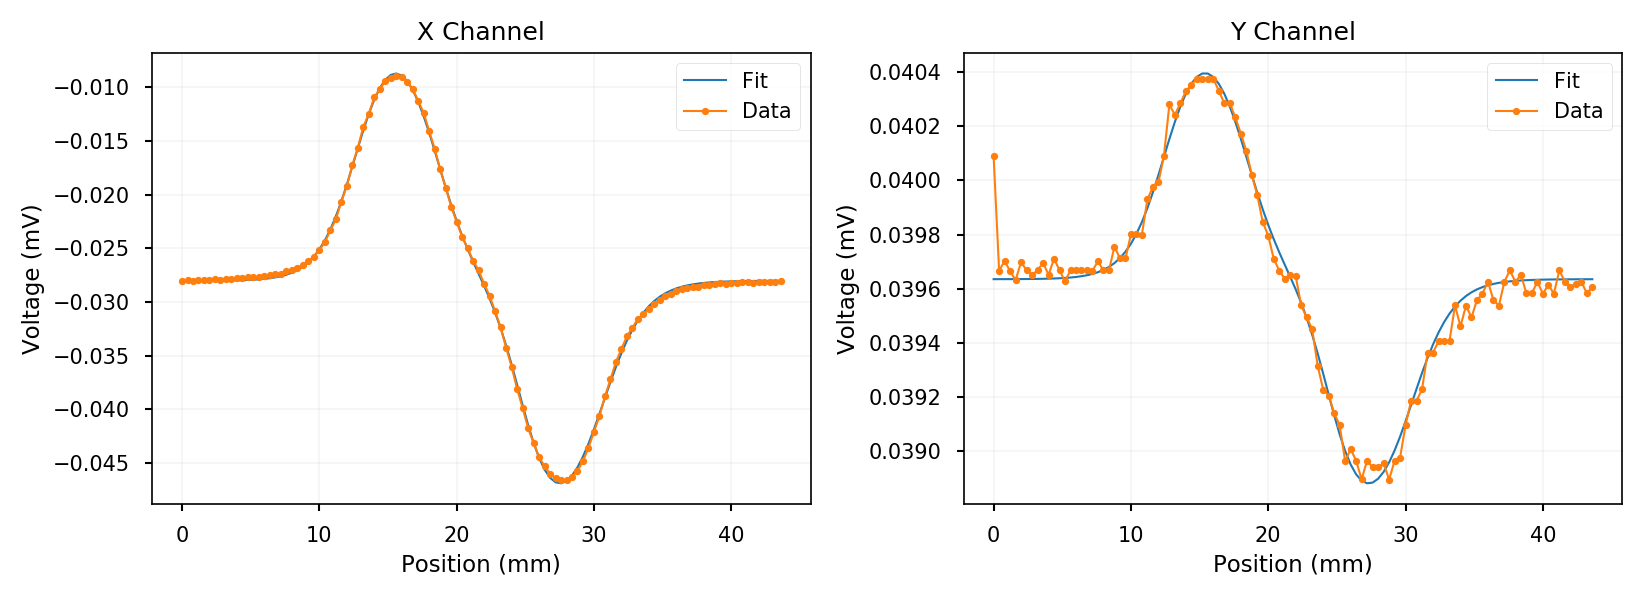 X Channel
Voltage (mV)
−0.010
−0.015
−0.020
−0.025
−0.030
−0.035
−0.040
−0.045
Fit
Data
0 10 20 30 40
Position (mm)
Y Channel
Voltage (mV)
0.0404
0.0402
0.0400
0.0398
0.0396
0.0394
0.0392
0.0390
Fit
Data
0 10 20 30 40
Position (mm)